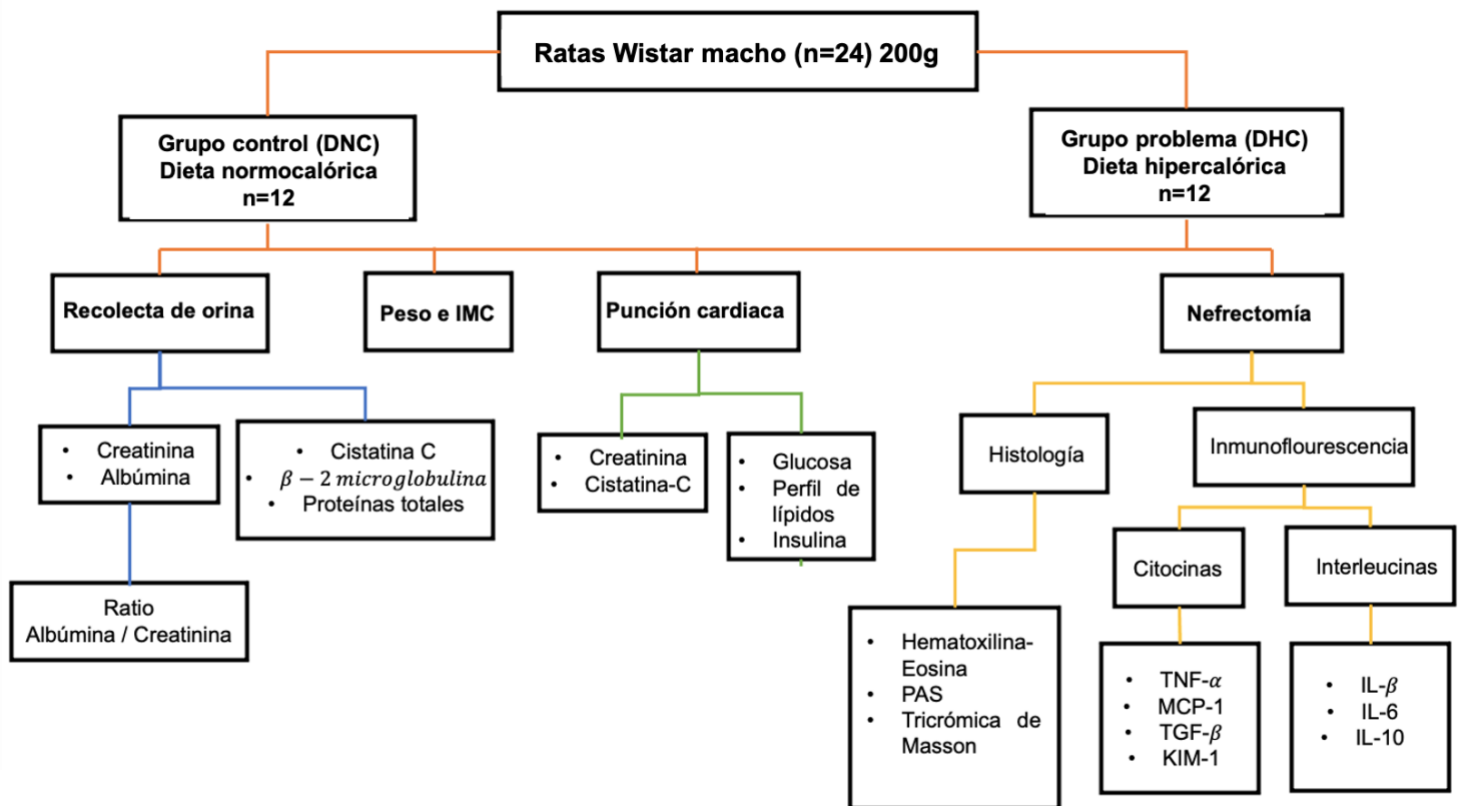 Ratas Wistar macho (n=24) 200g
Grupo control (DNC)
Dieta normocalórica
n=12
Grupo problema (DHC)
Dieta hipercalórica
n=12
Recolecta de orina
Peso e IMC
Punción cardiaca
Nefrectomía
• Creatinina
• Albúmina
• Cistatina C
• β − 2 microglobulina
• Proteínas totales
• Creatinina
• Cistatina-C
• Glucosa
• Perfil de
lípidos
• Insulina
Histología
Inmunoflourescencia
Citocinas
Interleucinas
Ratio
Albúmina / Creatinina
• Hematoxilina-
Eosina
• PAS
• Tricrómica de
Masson
• TNF-α
• MCP-1
• TGF-β
• KIM-1
• IL-β
• IL-6
• IL-10